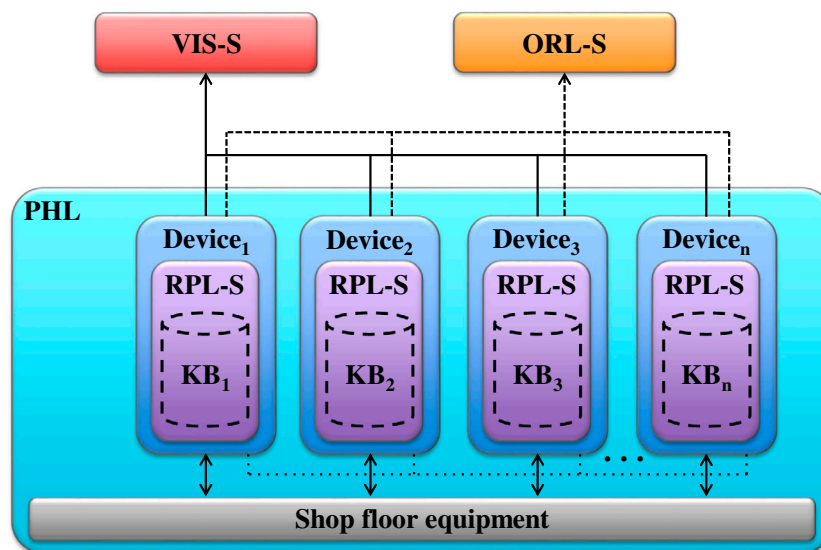 VIS-S
ORL-S
PHL
Device₁
Device₂
Device₃
Deviceₙ
RPL-S
RPL-S
RPL-S
RPL-S
KB₁
KB₂
KB₃
KBₙ
...
Shop floor equipment